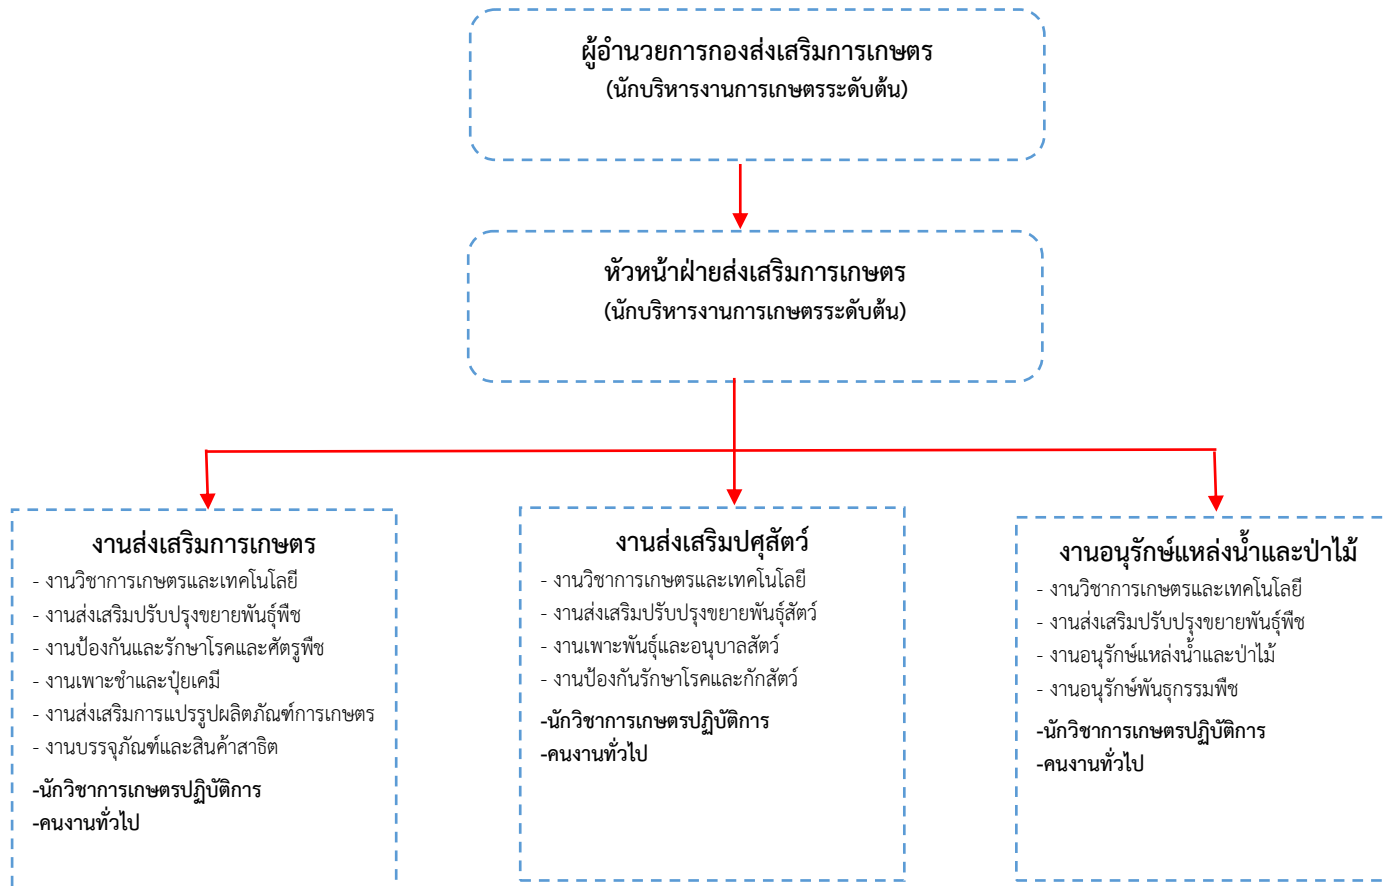 ผู้อำนวยการกองส่งเสริมการเกษตร
(นักบริหารงานการเกษตรระดับต้น)
หัวหน้าฝ่ายส่งเสริมการเกษตร
(นักบริหารงานการเกษตรระดับต้น)
งานส่งเสริมการเกษตร
- งานวิชาการเกษตรและเทคโนโลยี
- งานส่งเสริมปรับปรุงขยายพันธุ์พืช
- งานป้องกันและรักษาโรคและศัตรูพืช
- งานเพาะชำและปุ๋ยเคมี
- งานส่งเสริมการแปรรูปผลิตภัณฑ์การเกษตร
- งานบรรจุภัณฑ์และสินค้าสาธิต
-นักวิชาการเกษตรปฏิบัติการ
-คนงานทั่วไป
งานส่งเสริมปศุสัตว์
- งานวิชาการเกษตรและเทคโนโลยี
- งานส่งเสริมปรับปรุงขยายพันธุ์สัตว์
- งานเพาะพันธุ์และอนุบาลสัตว์
- งานป้องกันรักษาโรคและกักสัตว์
-นักวิชาการเกษตรปฏิบัติการ
-คนงานทั่วไป
งานอนุรักษ์แหล่งน้ำและป่าไม้
- งานวิชาการเกษตรและเทคโนโลยี
- งานส่งเสริมปรับปรุงขยายพันธุ์พืช
- งานอนุรักษ์แหล่งน้ำและป่าไม้
- งานอนุรักษ์พันธุกรรมพืช
-นักวิชาการเกษตรปฏิบัติการ
-คนงานทั่วไป